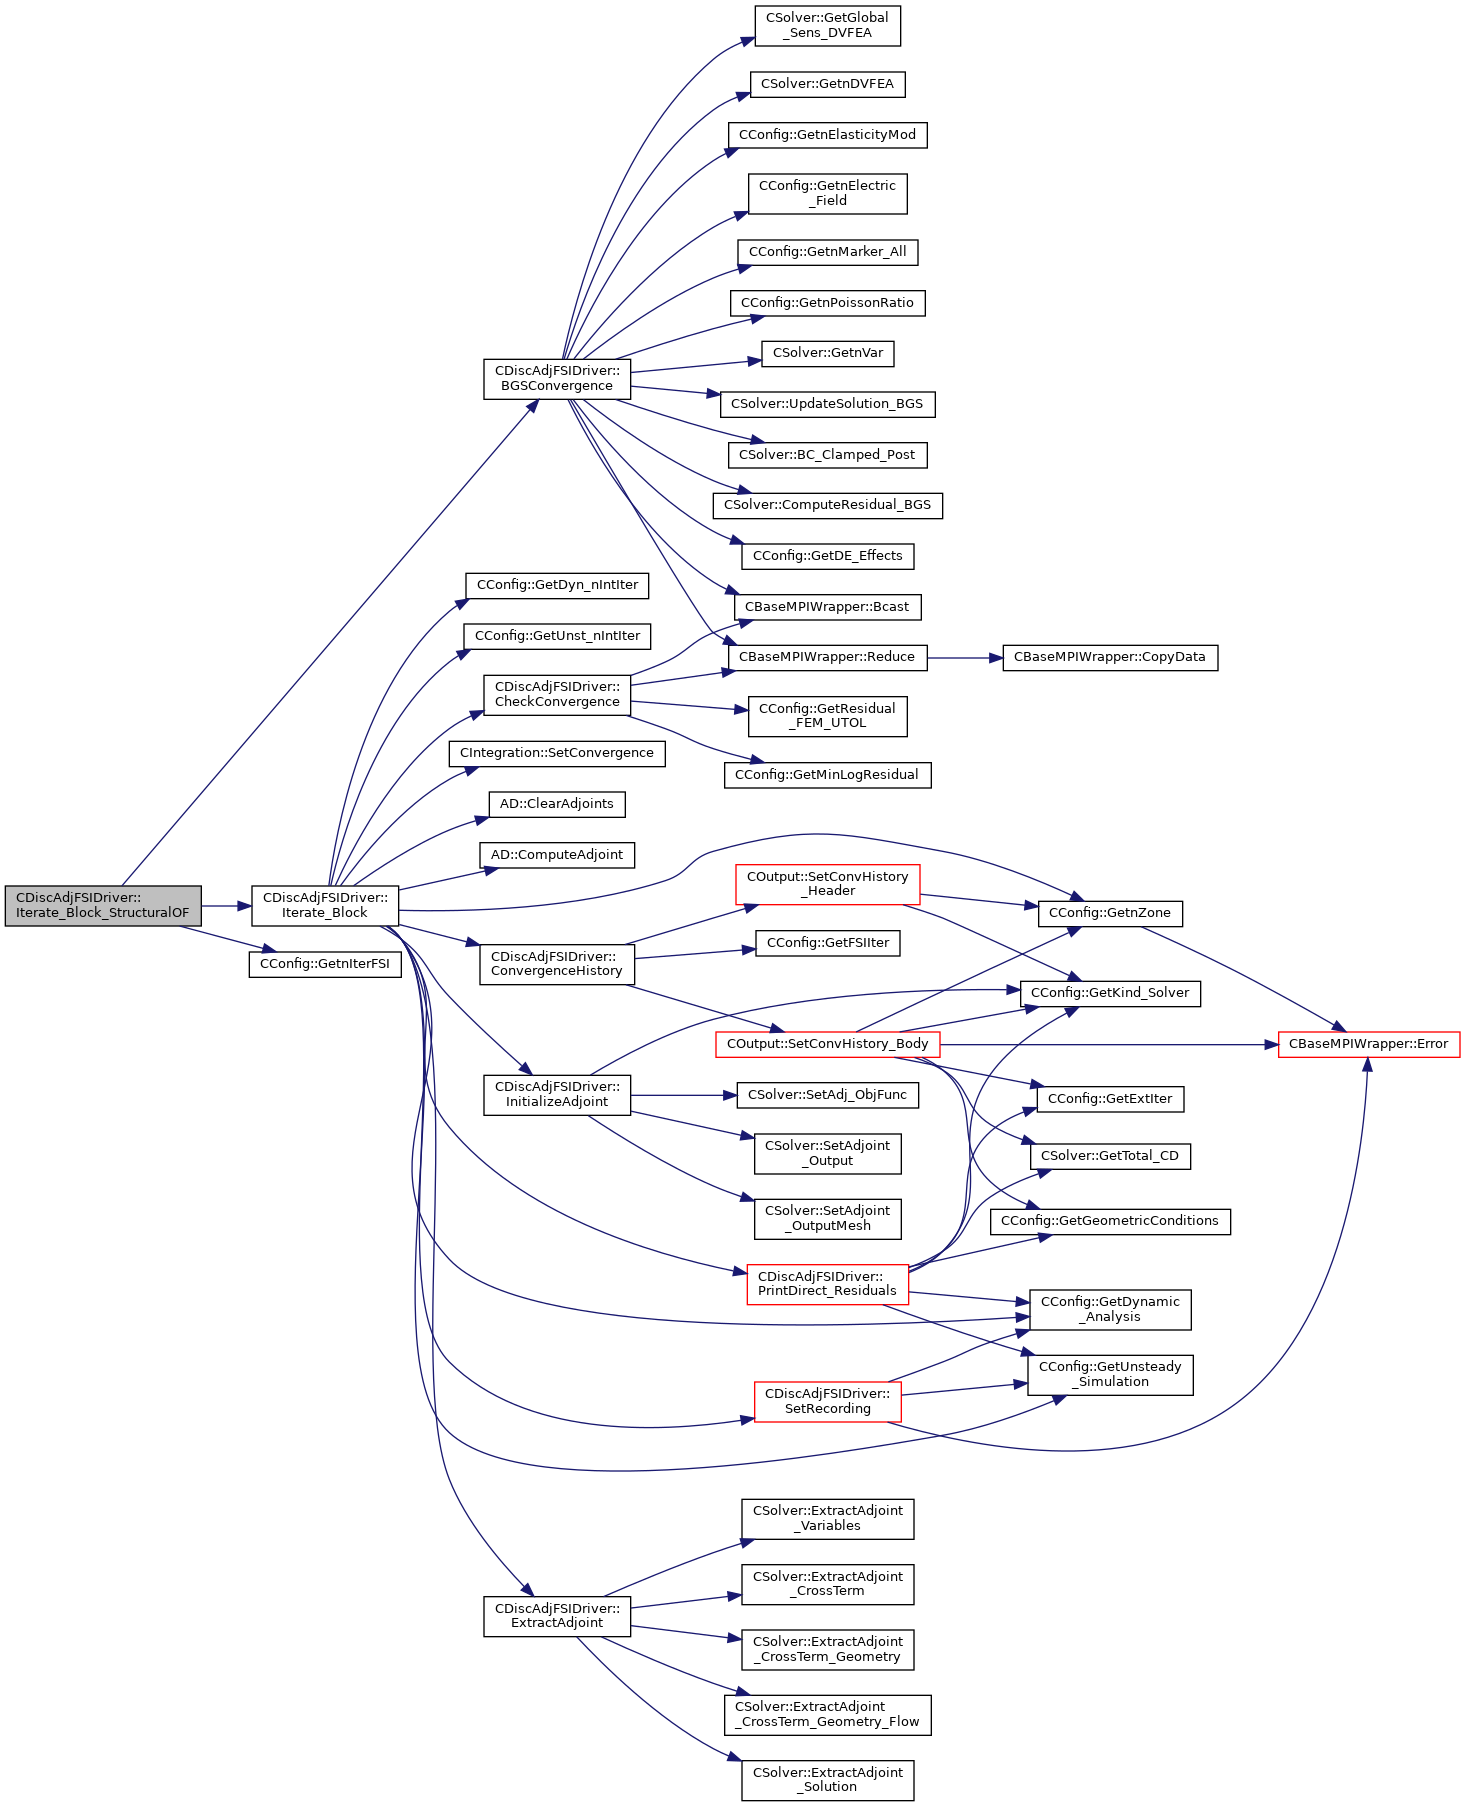 CSolver::GetGlobal
_Sens_DVFEA
CSolver::GetnDVFEA
CConfig::GetnElasticityMod
CConfig::GetnElectric
_Field
CConfig::GetnMarker_All
CConfig::GetnPoissonRatio
CSolver::GetnVar
CDiscAdjFSIDriver::
BGSConvergence
CSolver::UpdateSolution_BGS
CSolver::BC_Clamped_Post
CSolver::ComputeResidual_BGS
CConfig::GetDE_Effects
CConfig::GetDyn_nIntIter
CBaseMPIWrapper::Bcast
CConfig::GetUnst_nIntIter
CBaseMPIWrapper::Reduce
CBaseMPIWrapper::CopyData
CDiscAdjFSIDriver::
CheckConvergence
CConfig::GetResidual
_FEM_UTOL
CIntegration::SetConvergence
CConfig::GetMinLogResidual
AD::ClearAdjoints
AD::ComputeAdjoint
COutput::SetConvHistory
_Header
CDiscAdjFSIDriver::
Iterate_Block_StructuralOF
CDiscAdjFSIDriver::
Iterate_Block
CConfig::GetnZone
CConfig::GetFSIIter
CConfig::GetnIterFSI
CDiscAdjFSIDriver::
ConvergenceHistory
CConfig::GetKind_Solver
COutput::SetConvHistory_Body
CBaseMPIWrapper::Error
CDiscAdjFSIDriver::
InitializeAdjoint
CSolver::SetAdj_ObjFunc
CConfig::GetExtIter
CSolver::SetAdjoint
_Output
CSolver::GetTotal_CD
CSolver::SetAdjoint
_OutputMesh
CConfig::GetGeometricConditions
CDiscAdjFSIDriver::
PrintDirect_Residuals
CConfig::GetDynamic
_Analysis
CConfig::GetUnsteady
_Simulation
CDiscAdjFSIDriver::
SetRecording
CSolver::ExtractAdjoint
_Variables
CSolver::ExtractAdjoint
_CrossTerm
CDiscAdjFSIDriver::
ExtractAdjoint
CSolver::ExtractAdjoint
_CrossTerm_Geometry
CSolver::ExtractAdjoint
_CrossTerm_Geometry_Flow
CSolver::ExtractAdjoint
_Solution